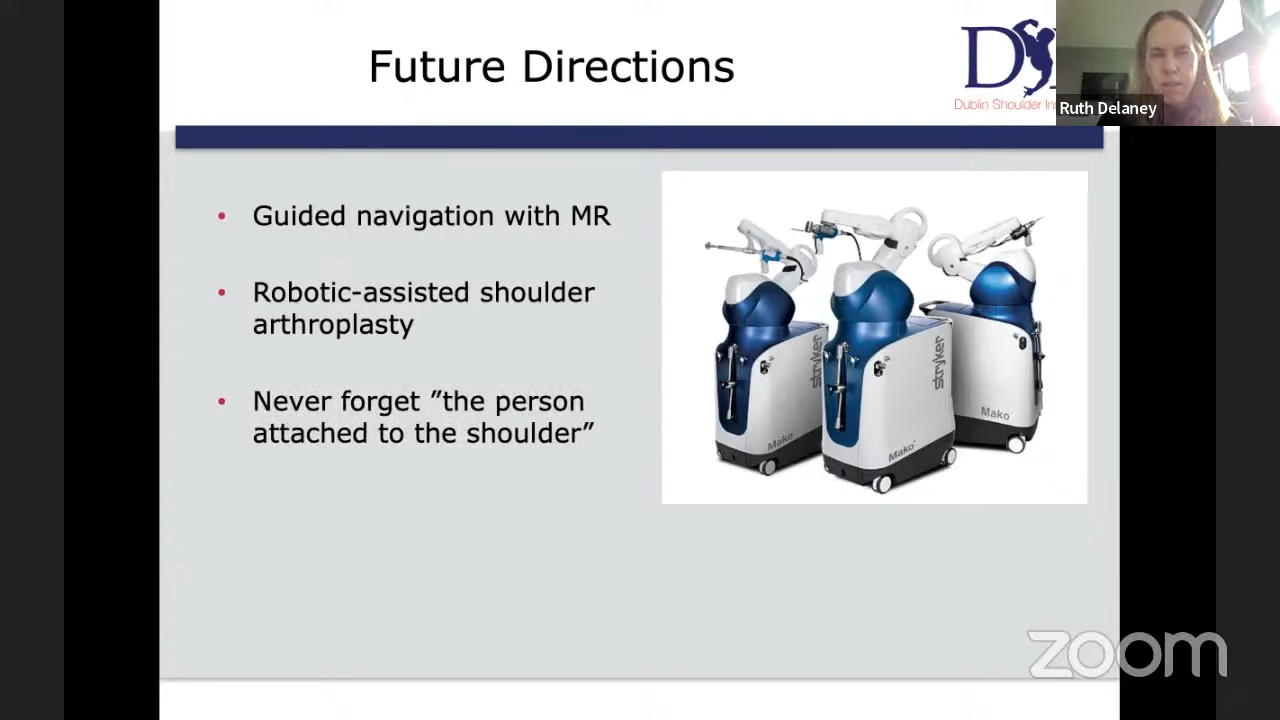 Future Directions
D
Dublin Shoulder
Ruth Delaney
• Guided navigation with MR
• Robotic-assisted shoulder
arthroplasty
• Never forget ”the person
attached to the shoulder”
stryker
stryker
Mako
Mako
Mako
zoom